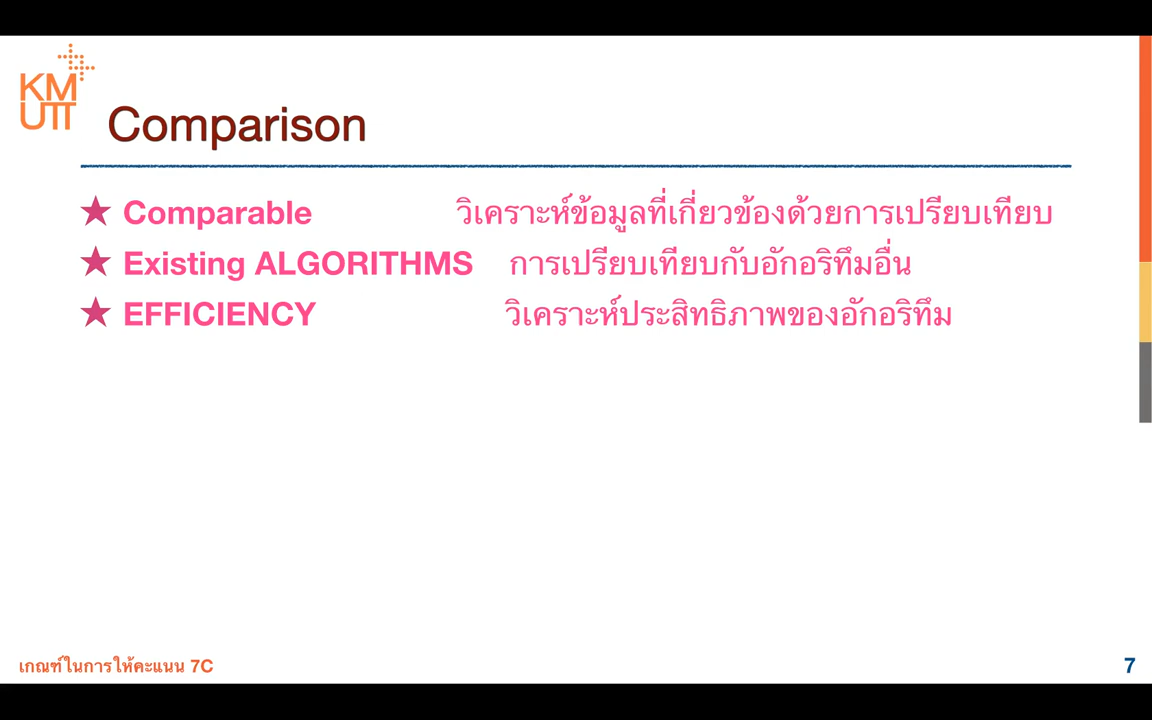 KM
UTT
Comparison
★ Comparable วิเคราะห์ข้อมูลที่เกี่ยวข้องด้วยการเปรียบเทียบ
★ Existing ALGORITHMS การเปรียบเทียบกับอักอริทึมอื่น
★ EFFICIENCY วิเคราะห์ประสิทธิภาพของอักอริทึม
เกณฑ์ในการให้คะแนน 7C
7